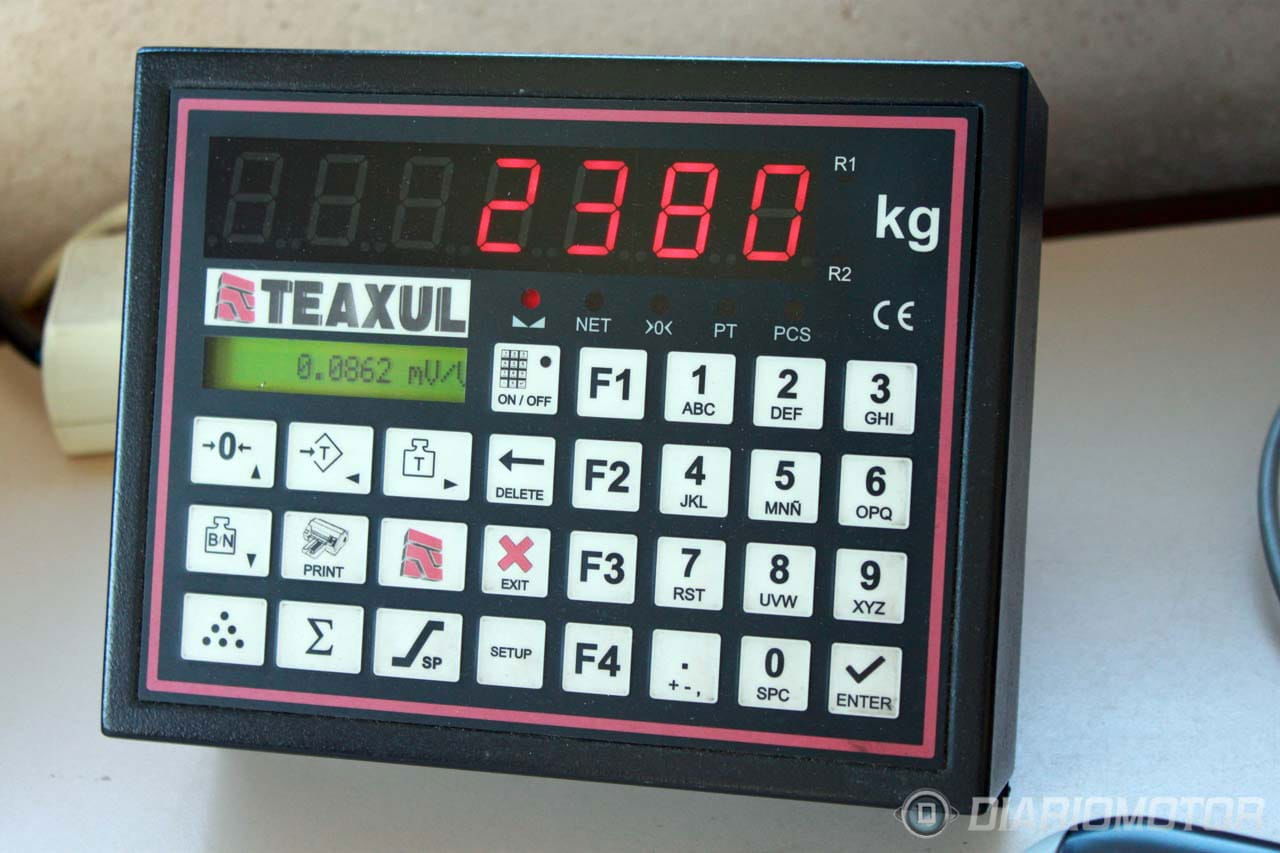 2380
R1
kg
R2
TEAXUL
NET >0< PT PCS
CE
0.0862 mV/
ON / OFF
F1
1
ABC
2
DEF
3
GHI
→0←
→T
T
DELETE
F2
4
JKL
5
MNÑ
6
OPQ
B/N
PRINT
EXIT
F3
7
RST
8
UVW
9
XYZ
Σ
SP
SETUP
F4
.
+ - ,
0
SPC
ENTER
D DIARIOMOTOR